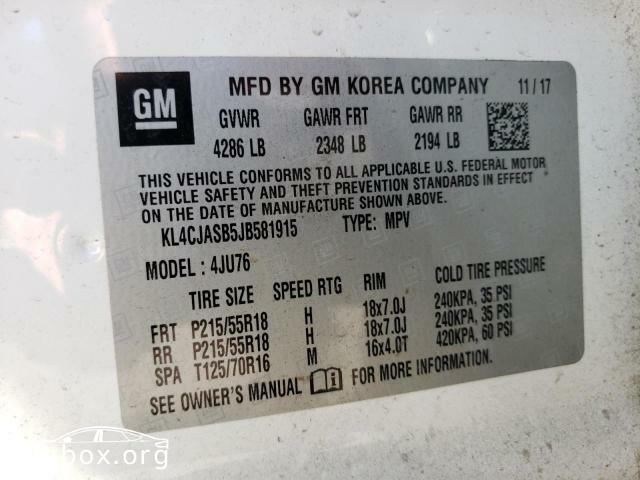 GM
MFD BY GM KOREA COMPANY 11/17
GVWR GAWR FRT GAWR RR
4286 LB 2348 LB 2194 LB
THIS VEHICLE CONFORMS TO ALL APPLICABLE U.S. FEDERAL MOTOR
VEHICLE SAFETY AND THEFT PREVENTION STANDARDS IN EFFECT
ON THE DATE OF MANUFACTURE SHOWN ABOVE.
KL4CJASB5JB581915 TYPE: MPV
MODEL : 4JU76
TIRE SIZE SPEED RTG RIM COLD TIRE PRESSURE
FRT P215/55R18 H 18x7.0J 240KPA, 35 PSI
RR P215/55R18 H 18x7.0J 240KPA, 35 PSI
SPA T125/70R16 M 16x4.0T 420KPA, 60 PSI
SEE OWNER'S MANUAL FOR MORE INFORMATION.
box.org